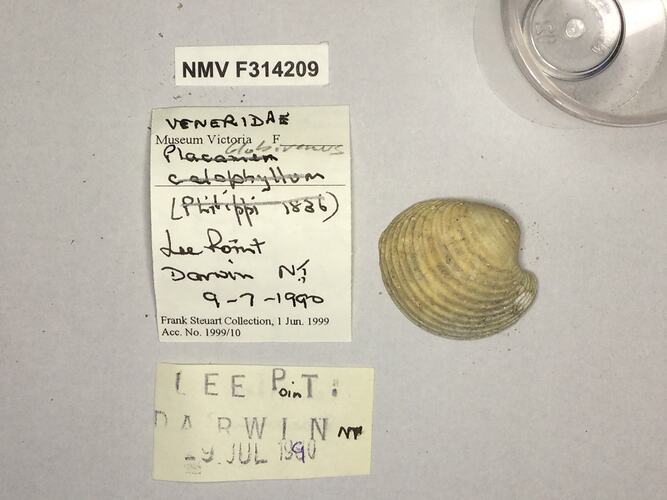 NMV F314209
VENERIDAE
Museum Victoria F
Globivenus
Placamen
calophyllum
(Philippi 1836)
Lee Point
Darwin NT
9-7-1990
Frank Steuart Collection, 1 Jun. 1999
Acc. No. 1999/10
LEE PoinT
DARWIN NT
-9 JUL 1990